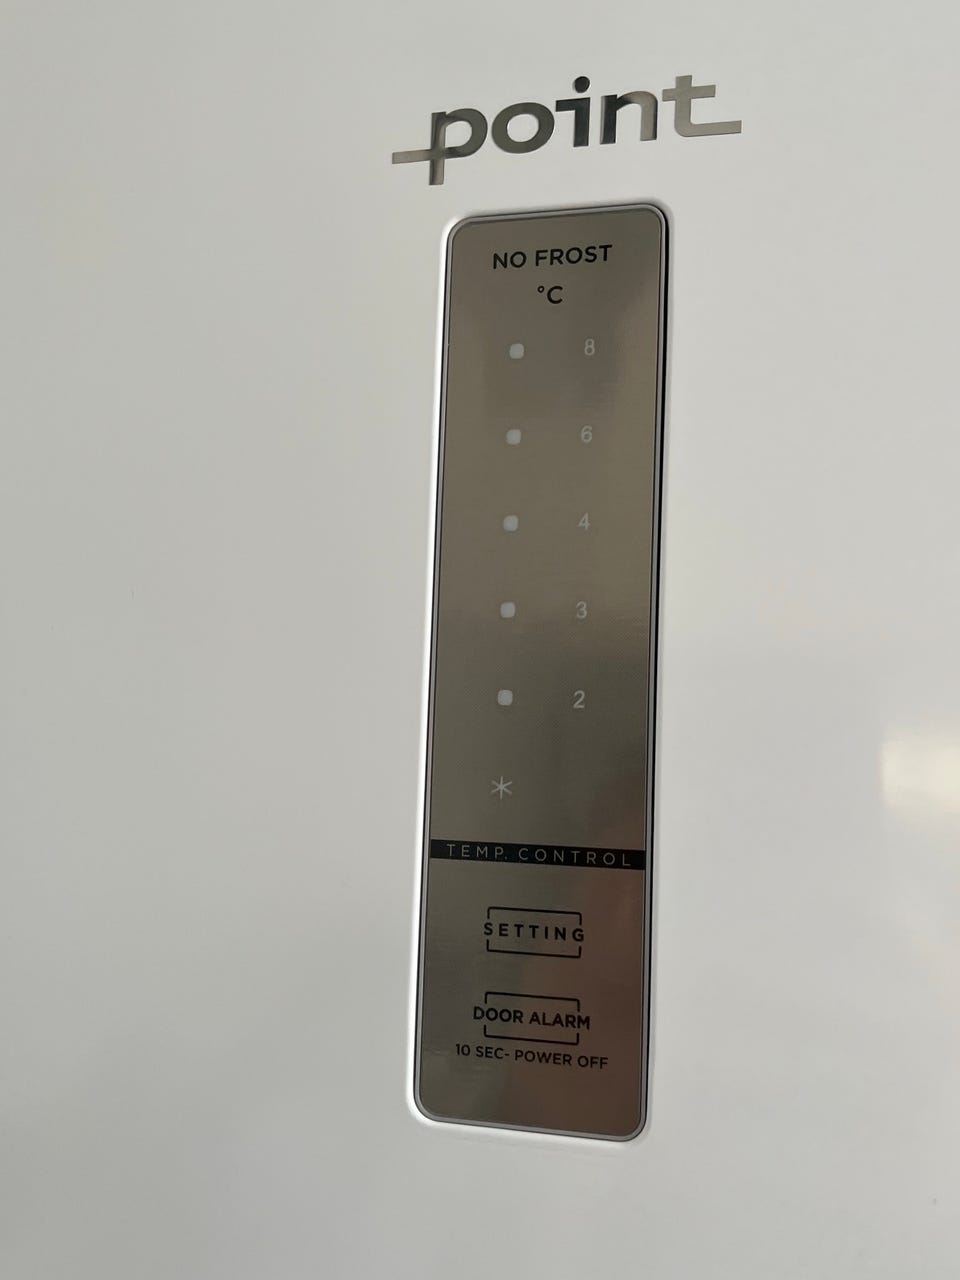 point
NO FROST
°C
8
6
4
3
2
TEMP. CONTROL
SETTING
DOOR ALARM
10 SEC- POWER OFF